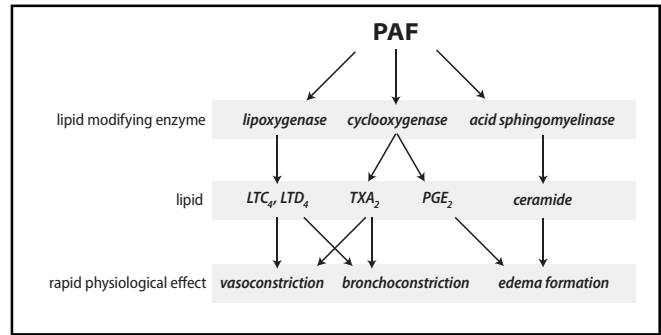 PAF
lipid modifying enzyme lipoxygenase cyclooxygenase acid sphingomyelinase
lipid LTC4, LTD4 TXA2 PGE2 ceramide
rapid physiological effect vasoconstriction bronchoconstriction edema formation